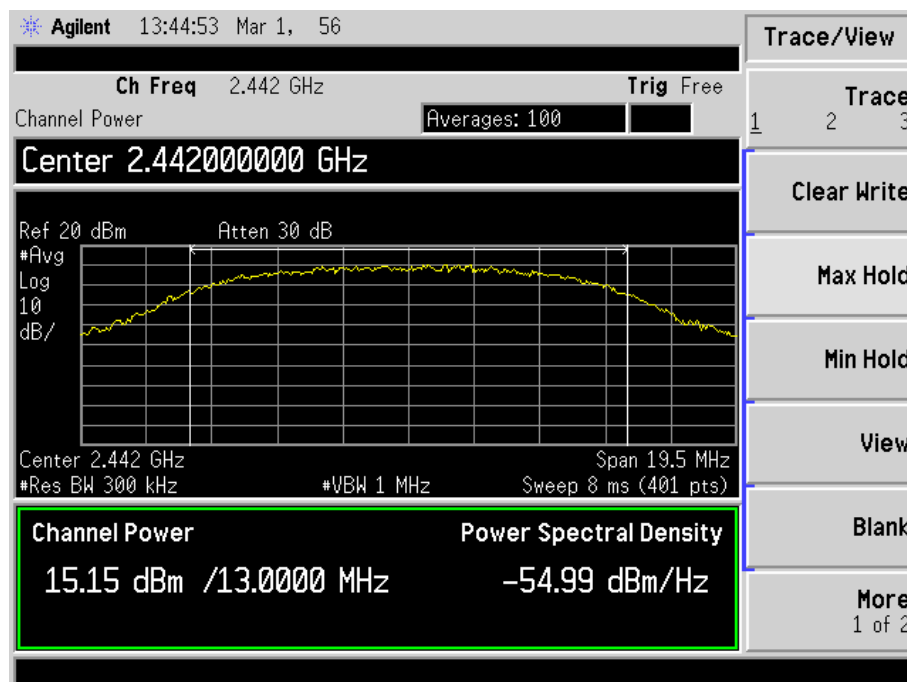 Agilent 13:44:53 Mar 1, 56
Trace/View
Ch Freq 2.442 GHz Trig Free
Channel Power Averages: 100
Trace
1 2 3
Center 2.442000000 GHz
Clear Write
Ref 20 dBm Atten 30 dB
#Avg
Log
10
dB/
Max Hold
Min Hold
View
Center 2.442 GHz Span 19.5 MHz
#Res BW 300 kHz #VBW 1 MHz Sweep 8 ms (401 pts)
Blank
Channel Power Power Spectral Density
15.15 dBm /13.0000 MHz -54.99 dBm/Hz
More
1 of 2